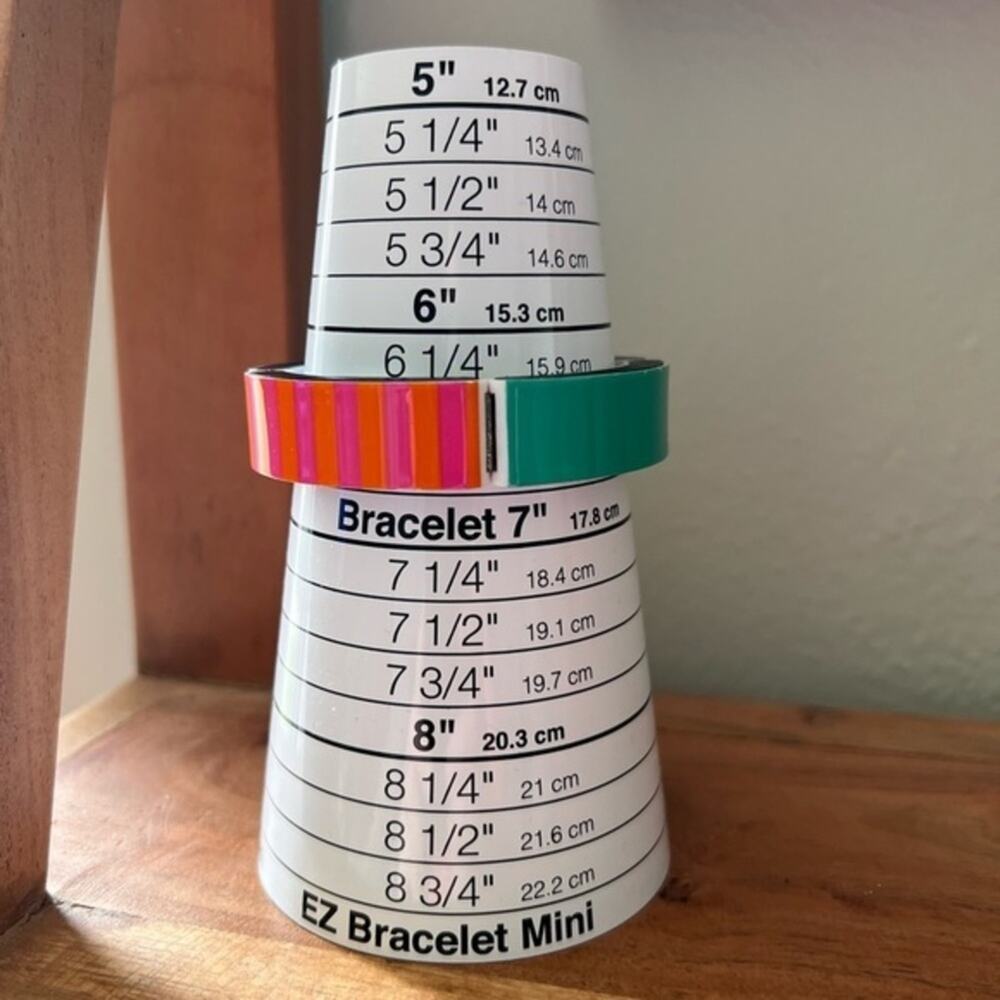 5" 12.7 cm
5 1/4" 13.4 cm
5 1/2" 14 cm
5 3/4" 14.6 cm
6" 15.3 cm
6 1/4" 15.9 cm
Bracelet 7" 17.8 cm
7 1/4" 18.4 cm
7 1/2" 19.1 cm
7 3/4" 19.7 cm
8" 20.3 cm
8 1/4" 21 cm
8 1/2" 21.6 cm
8 3/4" 22.2 cm
EZ Bracelet Mini